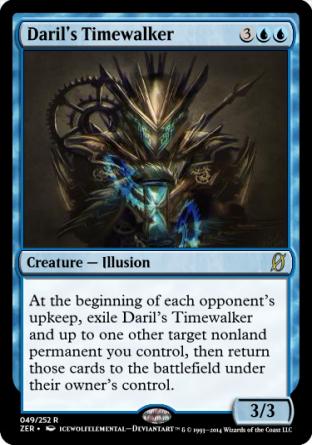 Daril's Timewalker 3
Creature — Illusion
At the beginning of each opponent's
upkeep, exile Daril's Timewalker
and up to one other target nonland
permanent you control, then return
those cards to the battlefield under
their owner's control.
3/3
049/252 R
ZER • ICEWOLFELEMENTAL—DEVIANTART ™ & © 1993–2014 Wizards of the Coast LLC